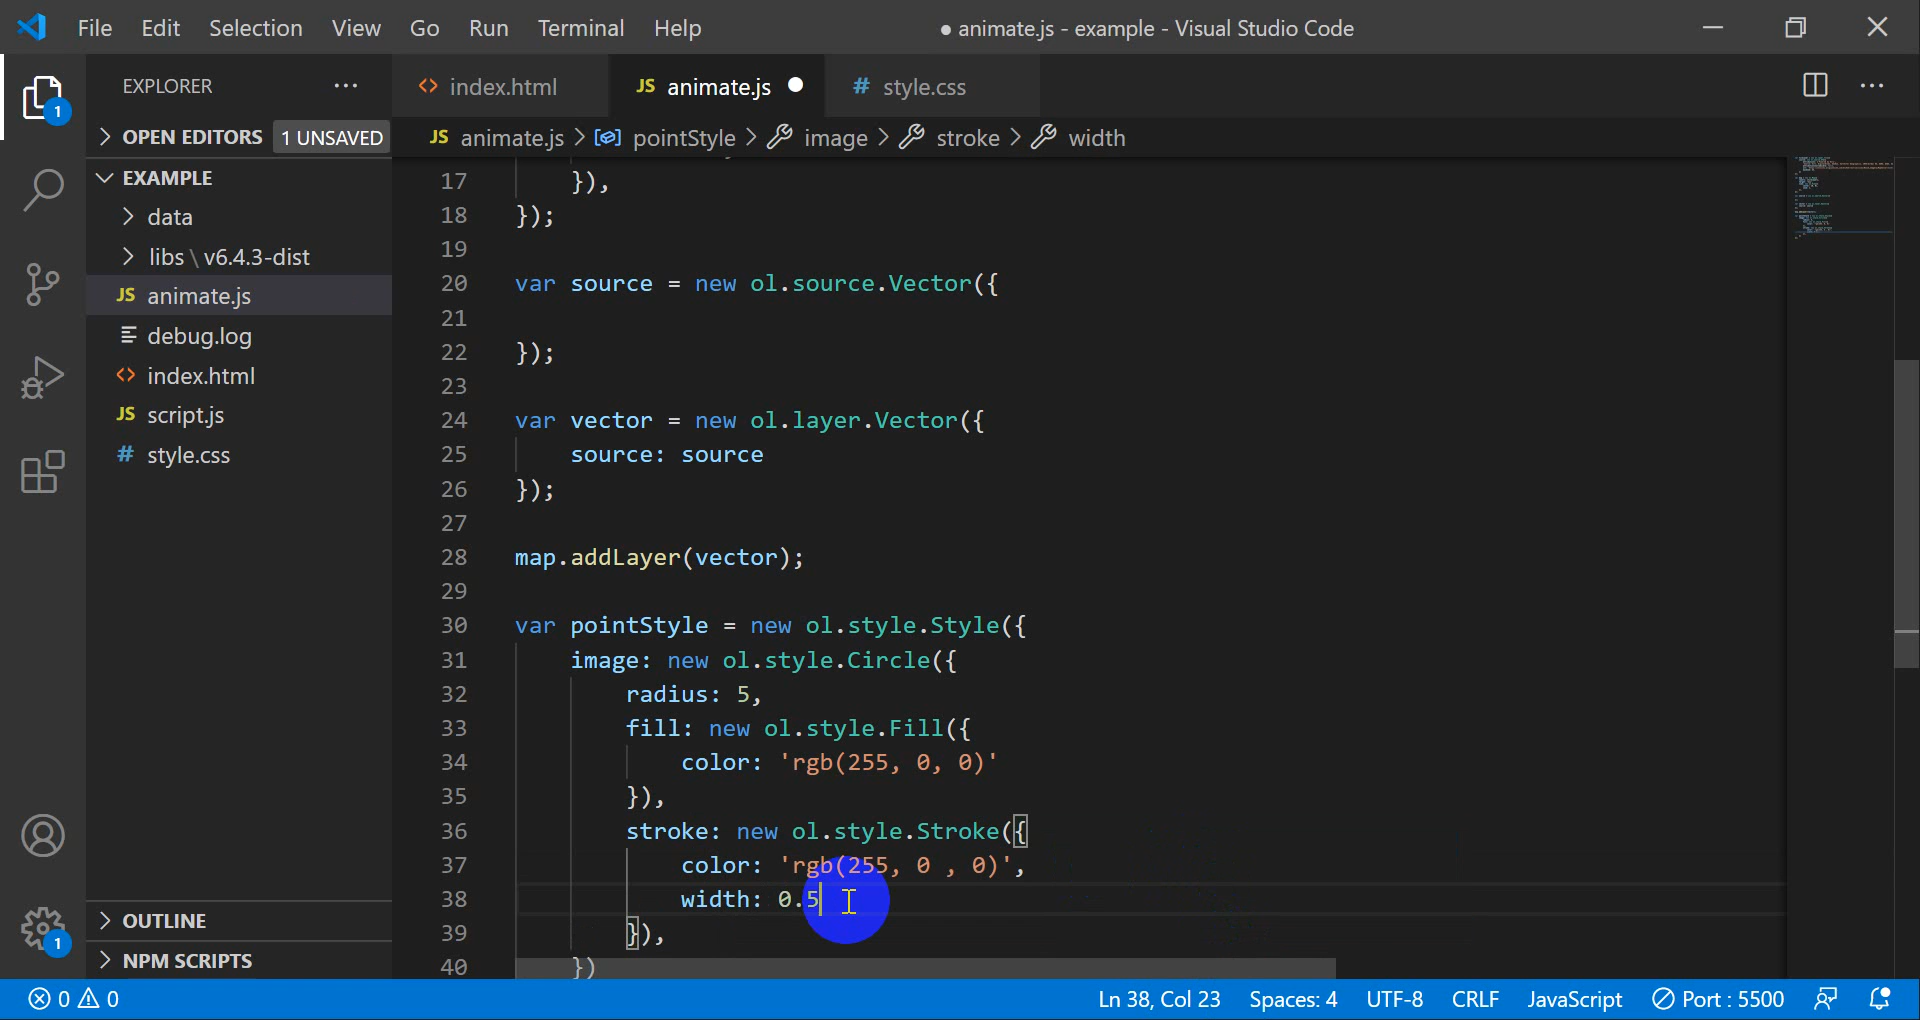 File Edit Selection View Go Run Terminal Help
● animate.js - example - Visual Studio Code
EXPLORER ···
<> index.html
JS animate.js ●
# style.css
OPEN EDITORS 1 UNSAVED
JS animate.js > pointStyle > image > stroke > width
EXAMPLE
data
libs \ v6.4.3-dist
JS animate.js
debug.log
<> index.html
JS script.js
# style.css
OUTLINE
NPM SCRIPTS
1
1
17 }),
18 });
19
20 var source = new ol.source.Vector({
21
22 });
23
24 var vector = new ol.layer.Vector({
25 source: source
26 });
27
28 map.addLayer(vector);
29
30 var pointStyle = new ol.style.Style({
31 image: new ol.style.Circle({
32 radius: 5,
33 fill: new ol.style.Fill({
34 color: 'rgb(255, 0, 0)'
35 }),
36 stroke: new ol.style.Stroke({
37 color: 'rgb(255, 0 , 0)',
38 width: 0.5
39 }),
40 })
0 0 Ln 38, Col 23 Spaces: 4 UTF-8 CRLF JavaScript Port : 5500